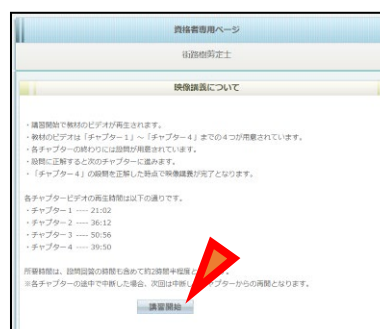 資格者専用ページ
街路樹剪定士
映像講義について
・講習開始で教材のビデオが再生されます。
・教材のビデオは「チャプター1」～「チャプター4」までの4つが用意されています。
・各チャプターの終わりには設問が用意されています。
・設問に正解すると次のチャプターに進みます。
・「チャプター4」の設問を正解した時点で映像講義が完了となります。
各チャプタービデオの再生時間は以下の通りです。
・チャプター1 ---- 21:02
・チャプター2 ---- 36:12
・チャプター3 ---- 50:56
・チャプター4 ---- 39:50
所要時間は、設問回答の時間も含めて約2時間半程度と
※各チャプターの途中で中断した場合、次回は中断し プターからの再開となります。
講習開始